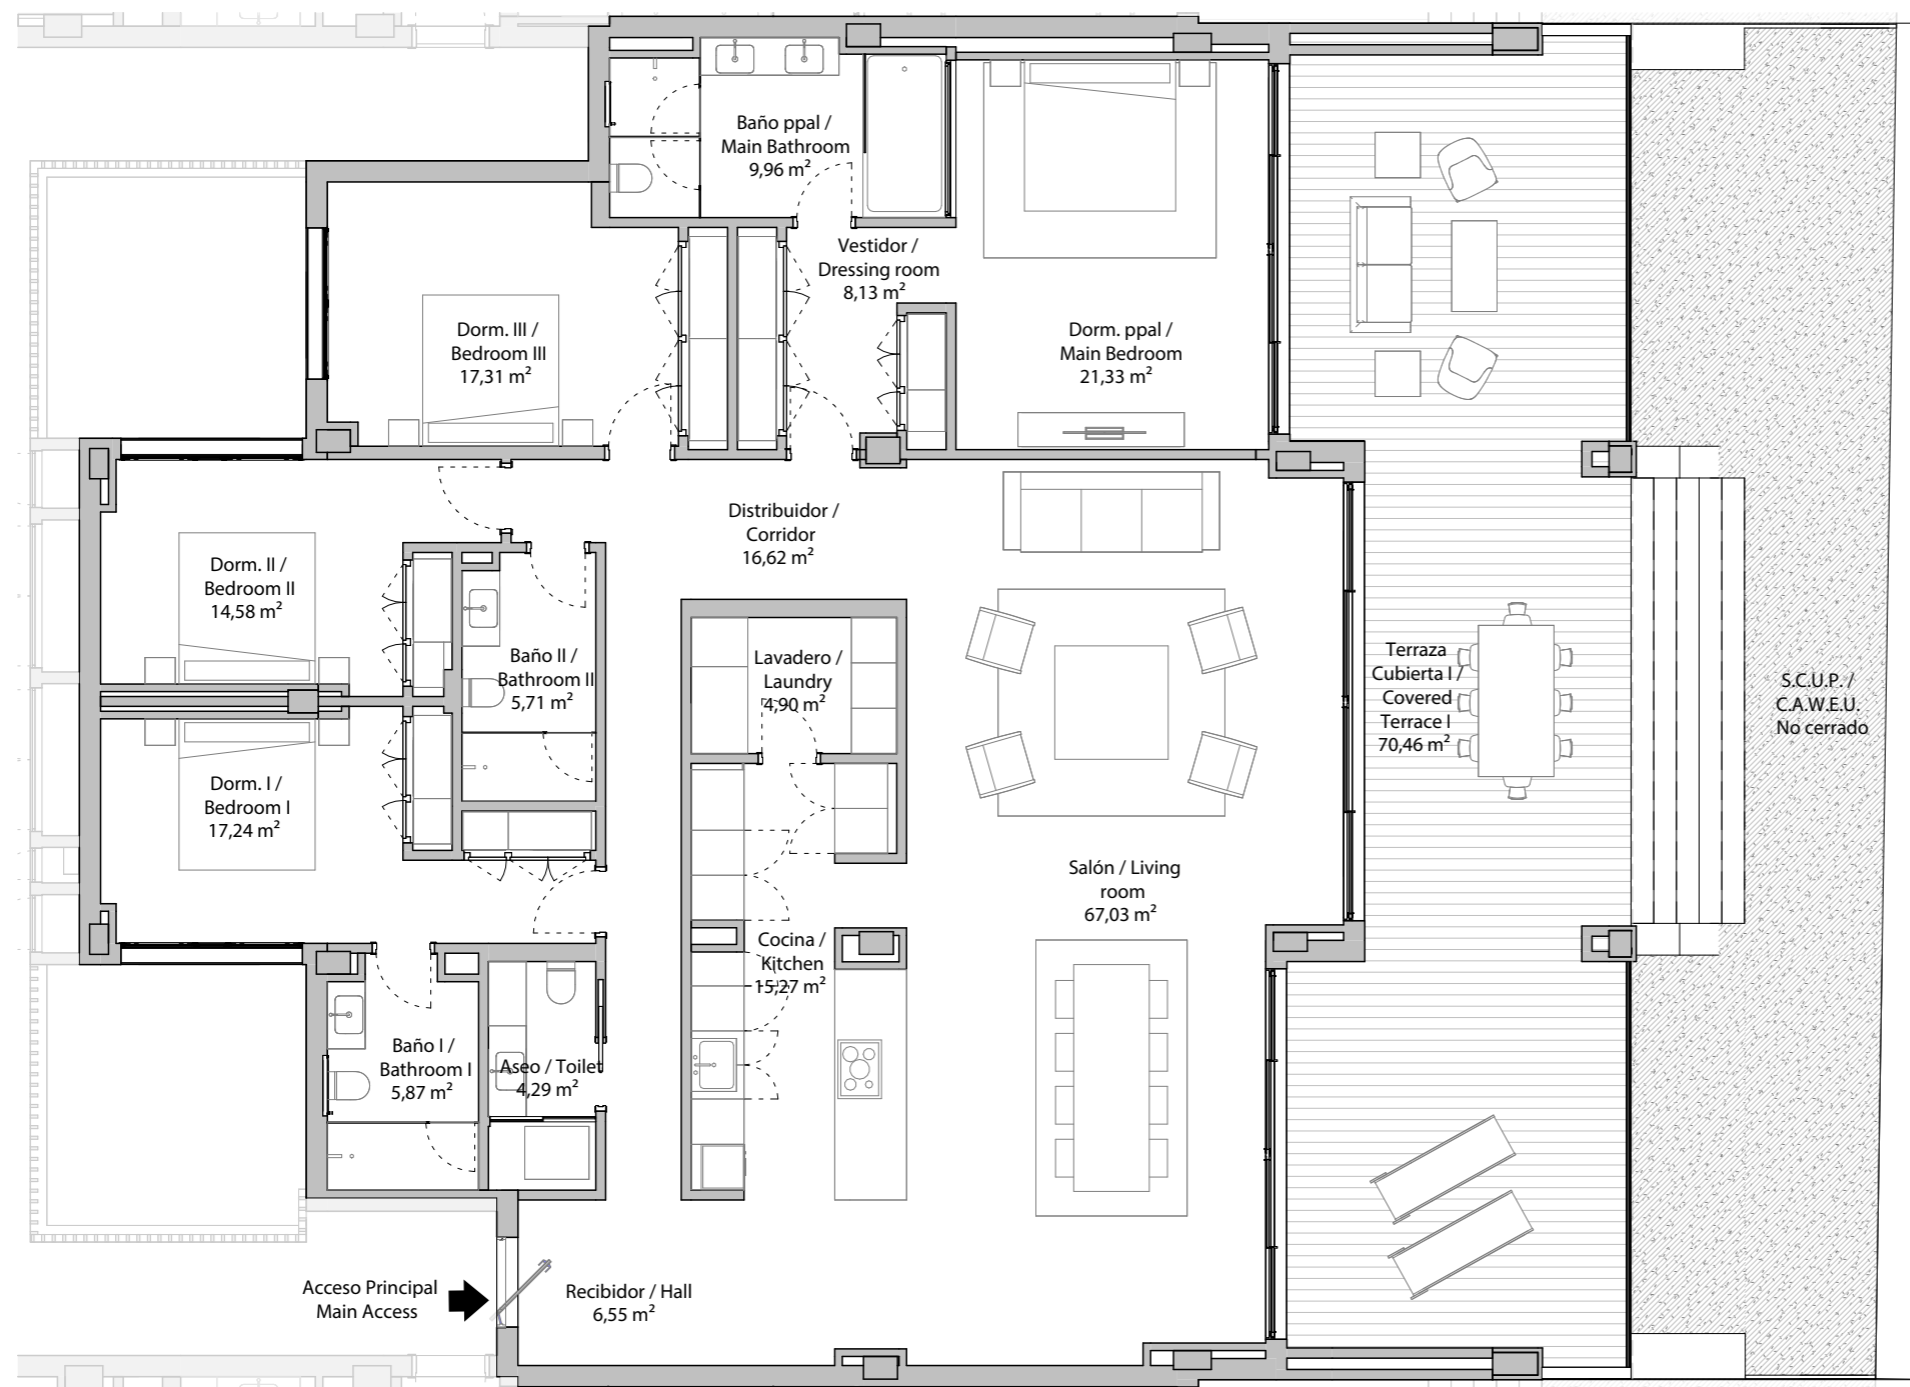 Baño ppal /
Main Bathroom
9,96 m²
Vestidor /
Dressing room
8,13 m²
Dorm. III /
Bedroom III
17,31 m²
Dorm. ppal /
Main Bedroom
21,33 m²
Distribuidor /
Corridor
16,62 m²
Dorm. II /
Bedroom II
14,58 m²
Baño II /
Bathroom II
5,71 m²
Lavadero /
Laundry
4,90 m²
Terraza
Cubierta I /
Covered
Terrace I
70,46 m²
S.C.U.P. /
C.A.W.E.U.
No cerrado
Dorm. I /
Bedroom I
17,24 m²
Salón / Living
room
67,03 m²
Cocina /
Kitchen
15,27 m²
Baño I /
Bathroom I
5,87 m²
Aseo / Toilet
4,29 m²
Acceso Principal
Main Access
Recibidor / Hall
6,55 m²